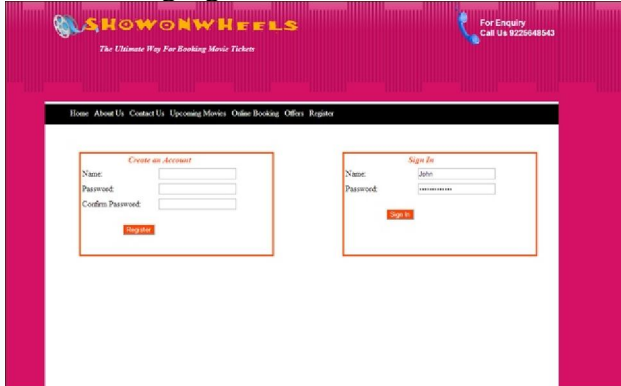 SHOWONWHEELS
The Ultimate Way For Booking Movie Tickets
For Enquiry
Call Us 9225648543
Home About Us Contact Us Upcoming Movies Online Booking Offers Register
Create an Account
Name:
Password:
Confirm Password:
Register
Sign In
Name: John
Password: ••••••••••••
Sign In